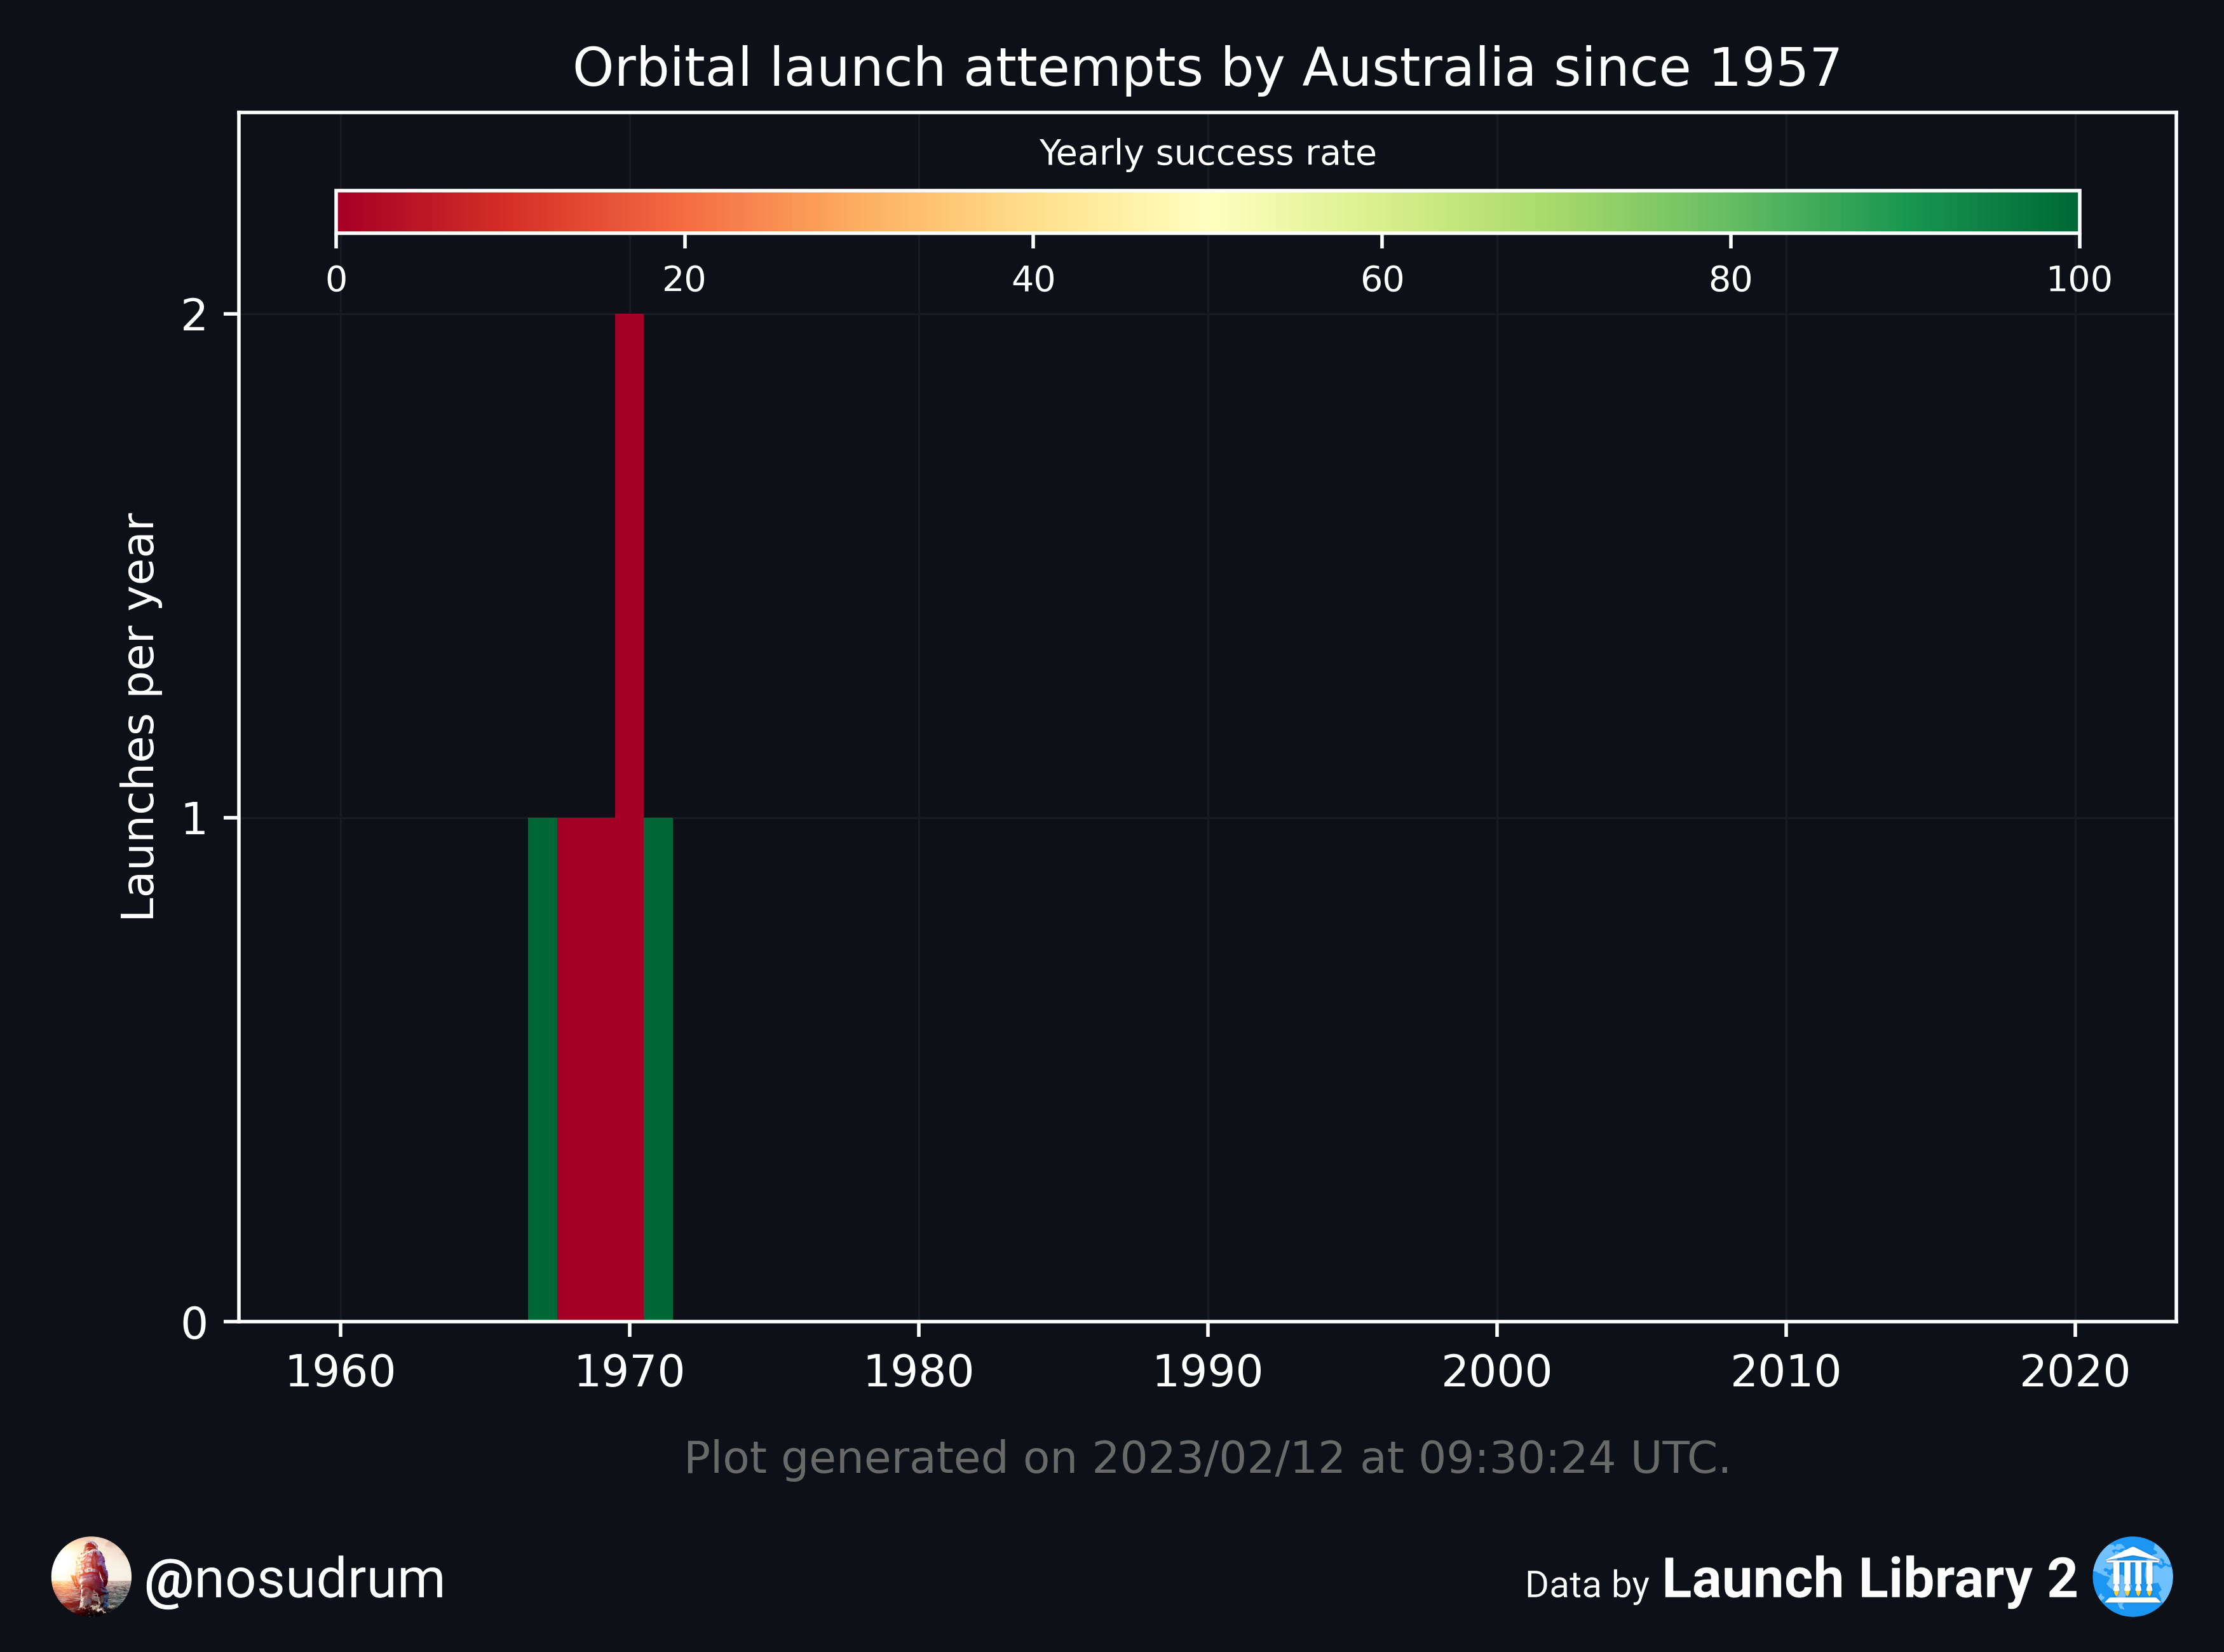 Orbital launch attempts by Australia since 1957
Yearly success rate
0 20 40 60 80 100
2
1
0
Launches per year
1960 1970 1980 1990 2000 2010 2020
Plot generated on 2023/02/12 at 09:30:24 UTC.
@nosudrum
Data by Launch Library 2